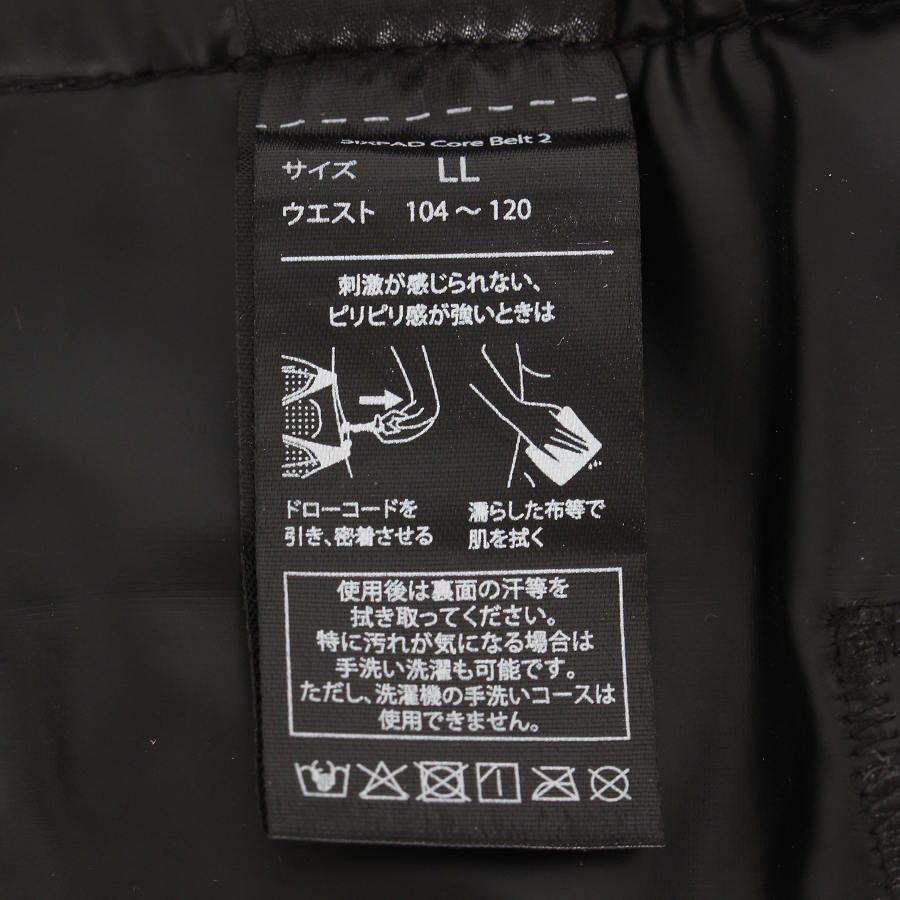 SIXPAD Core Belt 2
サイズ LL
ウエスト 104～120
刺激が感じられない、
ピリピリ感が強いときは
ドローコードを
引き、密着させる
濡らした布等で
肌を拭く
使用後は裏面の汗等を
拭き取ってください。
特に汚れが気になる場合は
手洗い洗濯も可能です。
ただし、洗濯機の手洗いコースは
使用できません。